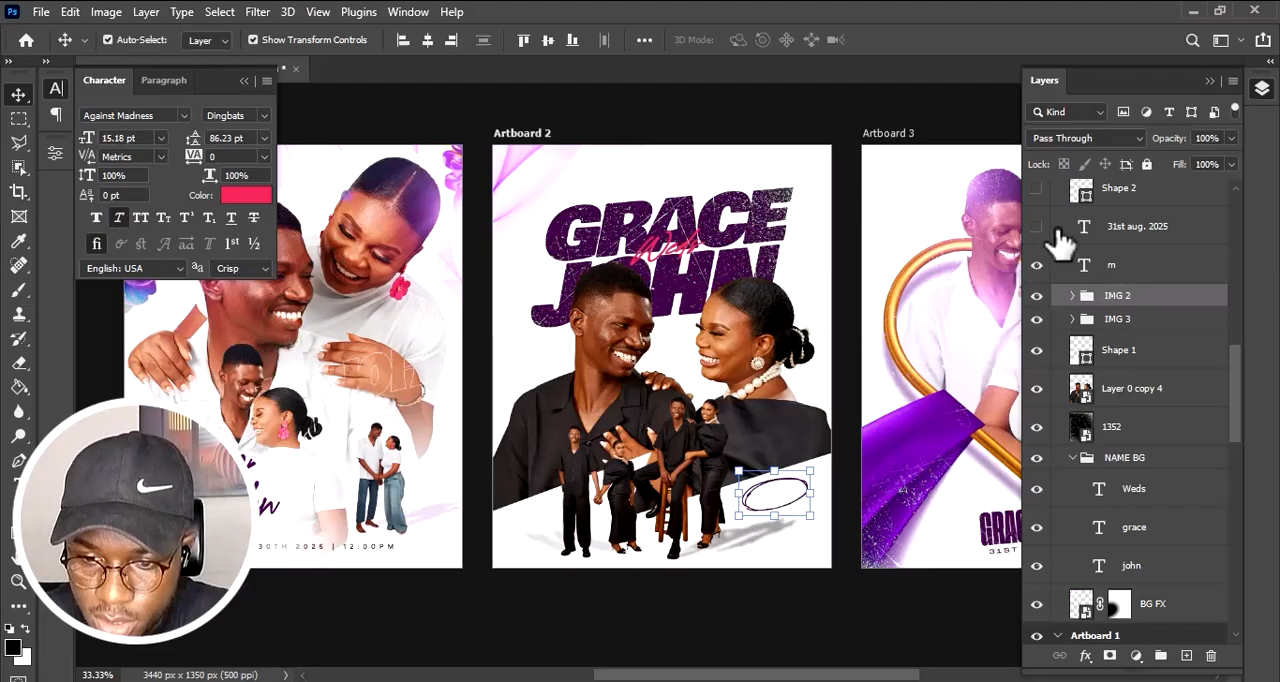 Ps File Edit Image Layer Type Select Filter 3D View Plugins Window Help
Auto-Select: Layer Show Transform Controls 3D Mode:
Character Paragraph
Against Madness Dingbats
15.18 pt 86.23 pt
Metrics 0
100% 100%
0 pt Color:
English: USA Crisp
30TH 2025 | 12:00PM
Artboard 2
GRACE
Weds
JOHN
Artboard 3
GRACE
31ST
Layers
Kind
Pass Through Opacity: 100%
Lock: Fill: 100%
Shape 2
31st aug. 2025
m
IMG 2
IMG 3
Shape 1
Layer 0 copy 4
1352
NAME BG
Weds
grace
john
BG FX
Artboard 1
33.33% 3440 px x 1350 px (500 ppi)